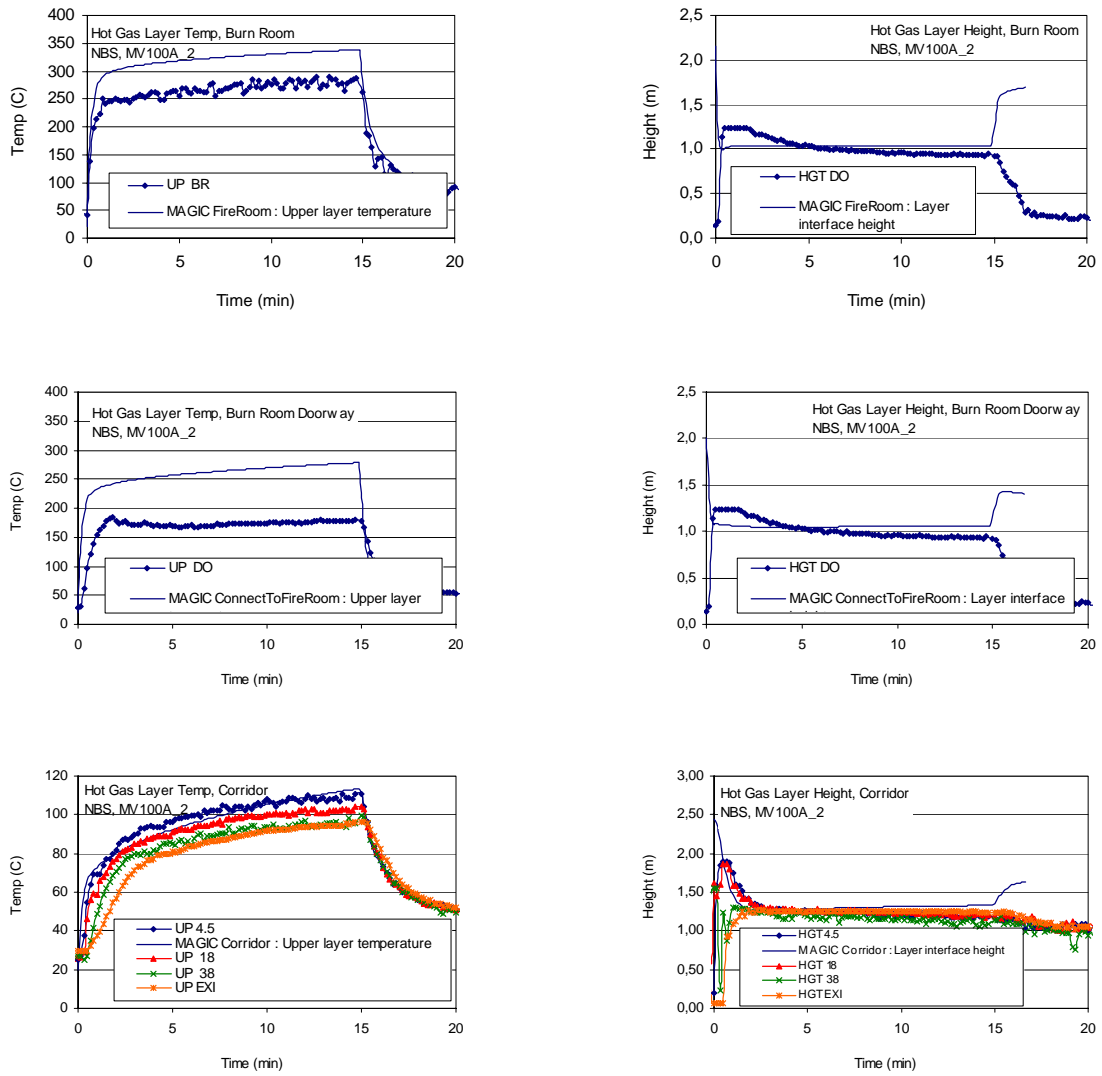 Hot Gas Layer Temp, Burn Room
NBS, MV100A_2
Temp (C)
400
350
300
250
200
150
100
50
0
UP BR
MAGIC FireRoom : Upper layer temperature
0 5 10 15 20
Time (min)
Hot Gas Layer Height, Burn Room
NBS, MV100A_2
Height (m)
2,5
2,0
1,5
1,0
0,5
0,0
HGT DO
MAGIC FireRoom : Layer
interface height
0 5 10 15 20
Time (min)
Hot Gas Layer Temp, Burn Room Doorway
NBS, MV100A_2
Temp (C)
400
350
300
250
200
150
100
50
0
UP DO
MAGIC ConnectToFireRoom : Upper layer
0 5 10 15 20
Time (min)
Hot Gas Layer Height, Burn Room Doorway
NBS, MV100A_2
Height (m)
2,5
2,0
1,5
1,0
0,5
0,0
HGT DO
MAGIC ConnectToFireRoom : Layer interface
0 5 10 15 20
Time (min)
Hot Gas Layer Temp, Corridor
NBS, MV100A_2
Temp (C)
120
100
80
60
40
20
0
UP 4.5
MAGIC Corridor : Upper layer temperature
UP 18
UP 38
UP EXI
0 5 10 15 20
Time (min)
Hot Gas Layer Height, Corridor
NBS, MV100A_2
Height (m)
3,00
2,50
2,00
1,50
1,00
0,50
0,00
HGT 4.5
MAGIC Corridor : Layer interface height
HGT 18
HGT 38
HGT EXI
0 5 10 15 20
Time (min)